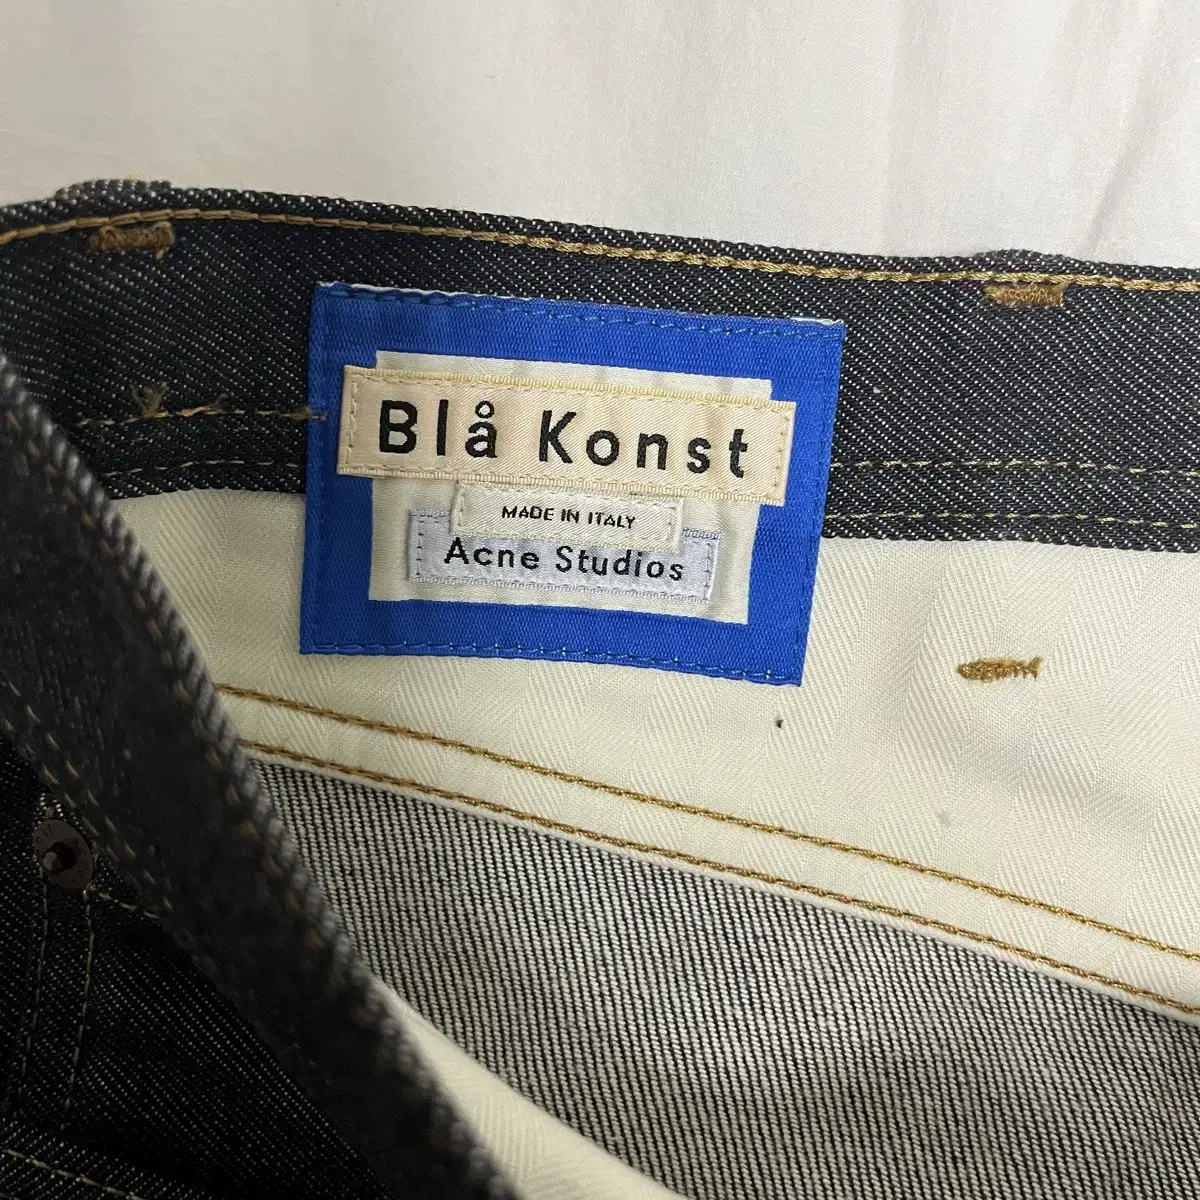 Blå Konst
MADE IN ITALY
Acne Studios